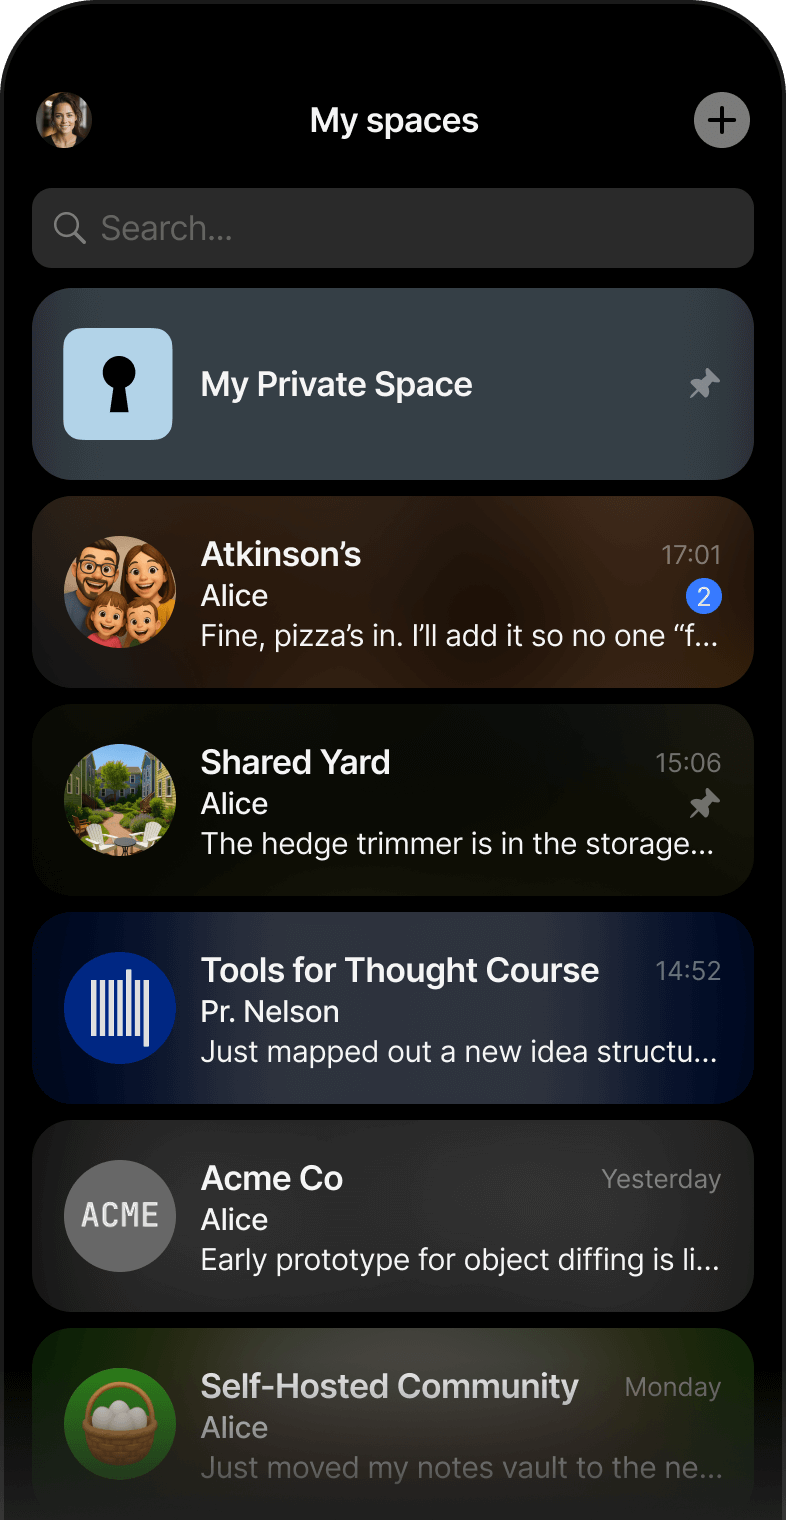 My spaces
Search...
My Private Space
Atkinson’s
17:01
Alice
2
Fine, pizza’s in. I’ll add it so no one “f...
Shared Yard
15:06
Alice
The hedge trimmer is in the storage...
Tools for Thought Course
14:52
Pr. Nelson
Just mapped out a new idea structu...
ACME
Acme Co
Yesterday
Alice
Early prototype for object diffing is li...
Self-Hosted Community
Monday
Alice
Just moved my notes vault to the ne...